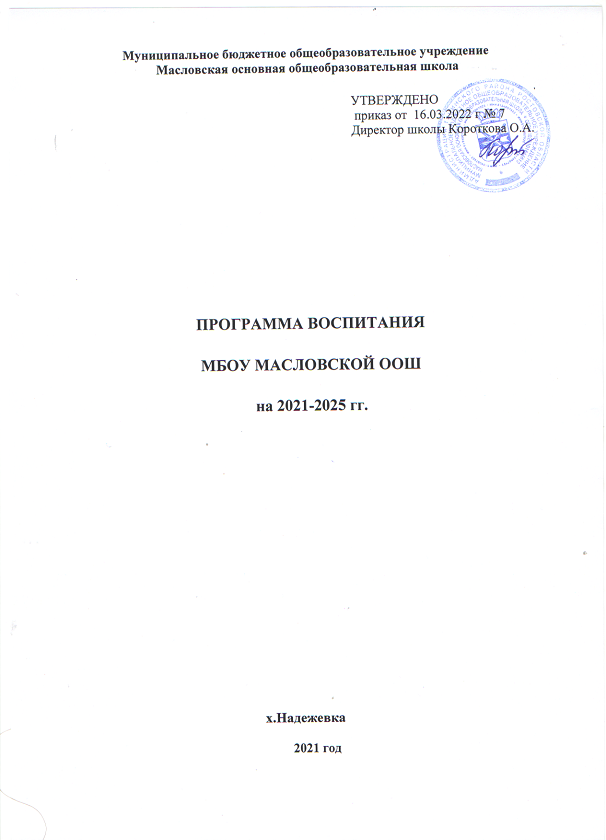 Муниципальное бюджетное общеобразовательное учреждение
Масловская основная общеобразовательная школа
УТВЕРЖДЕНО
приказ от 16.03.2022 г № 7
Директор школы Короткова О.А.
ПРОГРАММА ВОСПИТАНИЯ
МБОУ МАСЛОВСКОЙ ООШ
на 2021-2025 гг.
х.Надежевка
2021 год